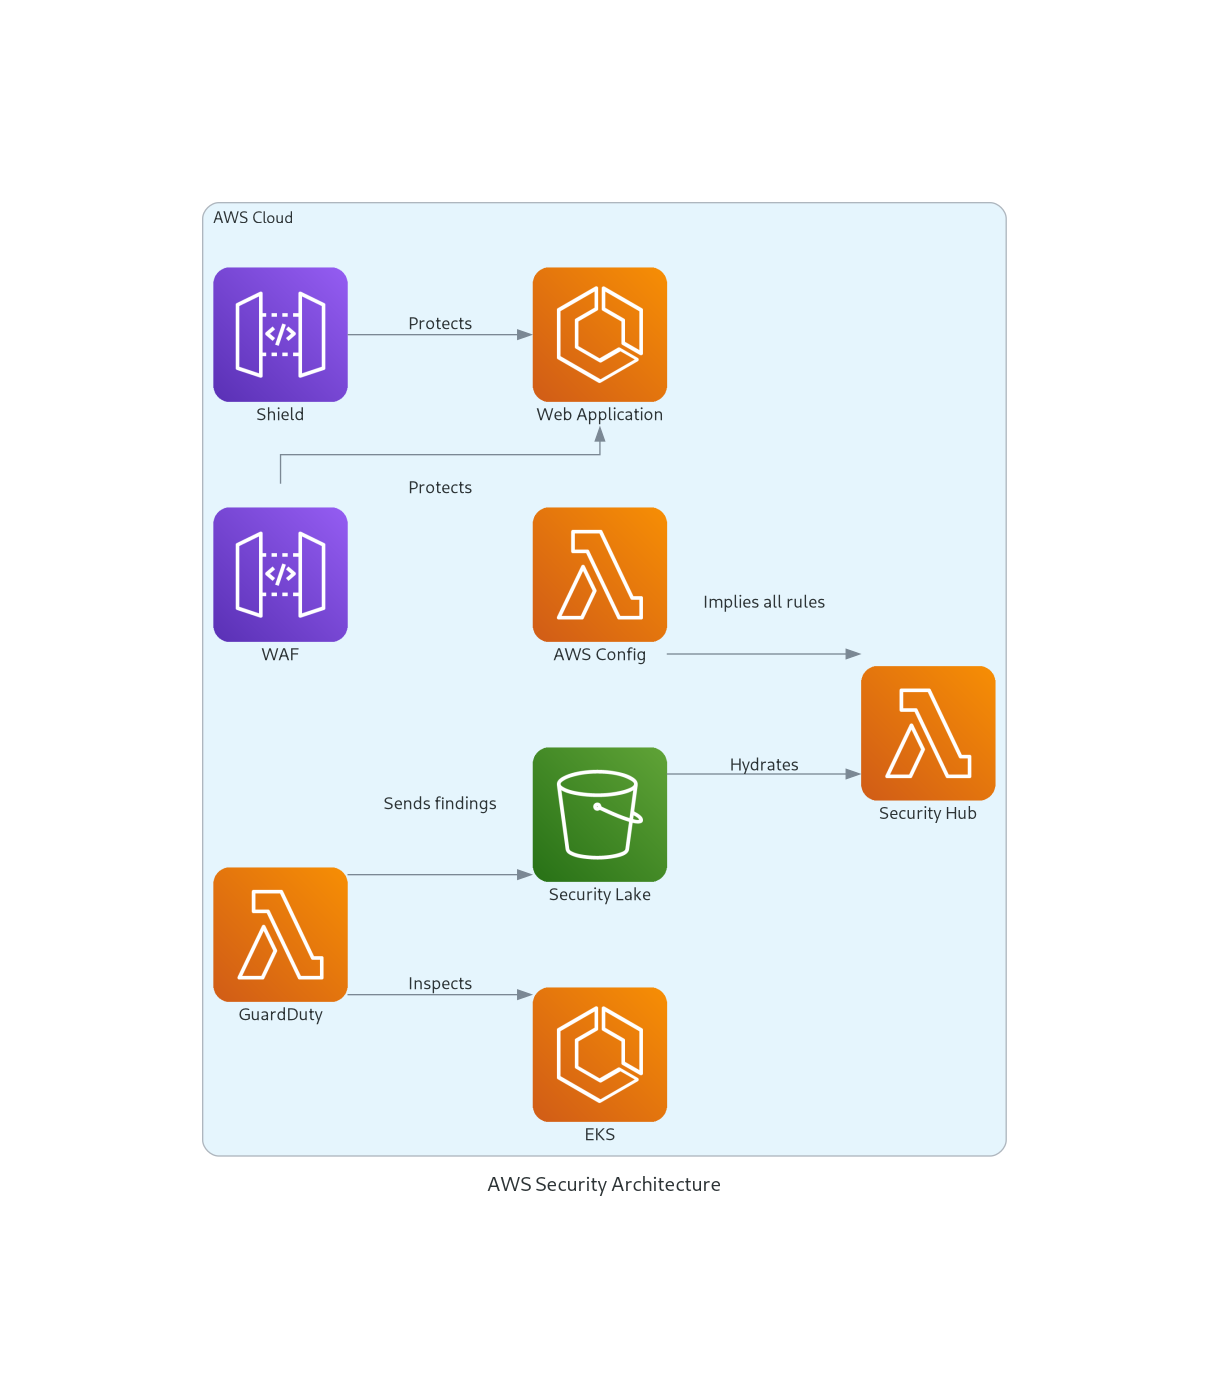 AWS Cloud
Protects
Shield
Web Application
Protects
WAF
AWS Config
Implies all rules
Hydrates
Security Hub
Sends findings
Security Lake
GuardDuty
Inspects
EKS
AWS Security Architecture